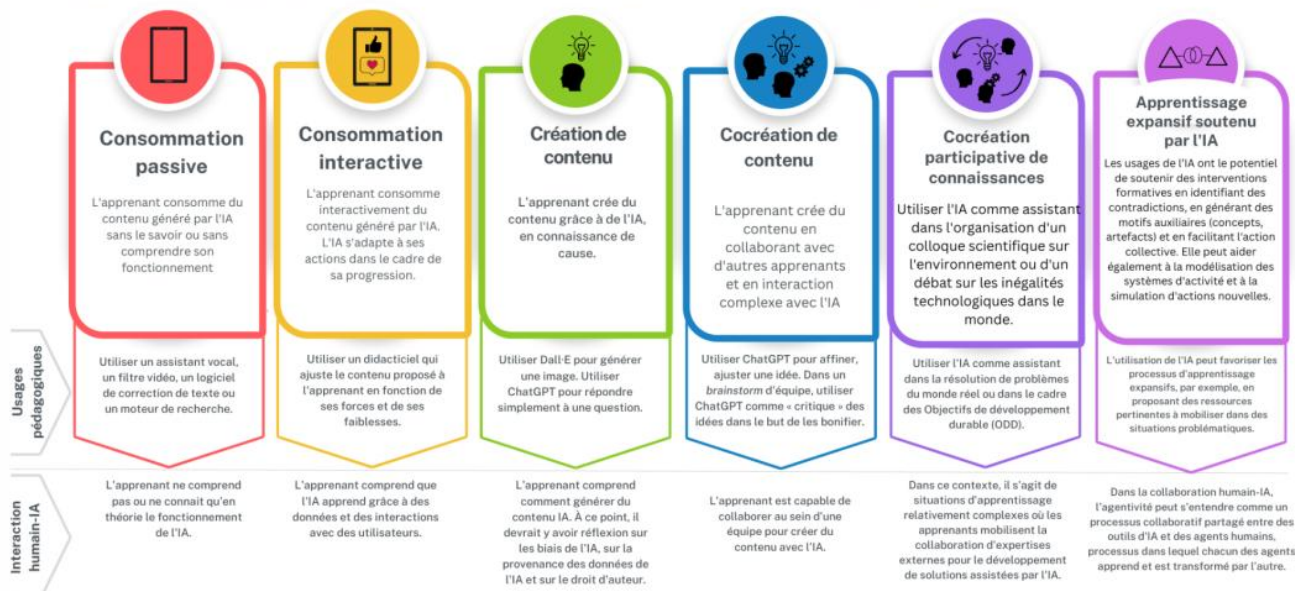 Consommation
passive
L'apprenant consomme du
contenu généré par l'IA
sans le savoir ou sans
comprendre son
fonctionnement
Consommation
interactive
L'apprenant consomme
interactivement du
contenu généré par l'IA.
L'IA s'adapte à ses
actions dans le cadre de
sa progression.
Création de
contenu
L'apprenant crée du
contenu grâce à de l'IA,
en connaissance de
cause.
Cocréation de
contenu
L'apprenant crée du
contenu en
collaborant avec
d'autres apprenants
et en interaction
complexe avec l'IA
Cocréation
participative de
connaissances
Utiliser l'IA comme assistant
dans l'organisation d'un
colloque scientifique sur
l'environnement ou d'un
débat sur les inégalités
technologiques dans le
monde.
Apprentissage
expansif soutenu
par l'IA
Les usages de l'IA ont le potentiel
de soutenir des interventions
formatives en identifiant des
contradictions, en générant des
motifs auxiliaires (concepts,
artefacts) et en facilitant l'action
collective. Elle peut aider
également à la modélisation des
systèmes d'activité et à la
simulation d'actions nouvelles.
Usages
pédagogiques
Utiliser un assistant vocal,
un filtre vidéo, un logiciel
de correction de texte ou
un moteur de recherche.
Utiliser un didacticiel qui
ajuste le contenu proposé à
l'apprenant en fonction de
ses forces et de ses
faiblesses.
Utiliser Dall·E pour générer
une image. Utiliser
ChatGPT pour répondre
simplement à une question.
Utiliser ChatGPT pour affiner,
ajuster une idée. Dans un
brainstorm d'équipe, utiliser
ChatGPT comme « critique » des
idées dans le but de les bonifier.
Utiliser l'IA comme assistant
dans la résolution de problèmes
du monde réel ou dans le cadre
des Objectifs de développement
durable (ODD).
L'utilisation de l'IA peut favoriser les
processus d'apprentissage
expansifs, par exemple, en
proposant des ressources
pertinentes à mobiliser dans des
situations problématiques.
Interaction
humain-IA
L'apprenant ne comprend
pas ou ne connait qu'en
théorie le fonctionnement
de l'IA.
L'apprenant comprend que
l'IA apprend grâce à des
données et des interactions
avec des utilisateurs.
L'apprenant comprend
comment générer du
contenu IA. À ce point, il
devrait y avoir réflexion sur
les biais de l'IA, sur la
provenance des données de
l'IA et sur le droit d'auteur.
L'apprenant est capable de
collaborer au sein d'une
équipe pour créer du
contenu avec l'IA.
Dans ce contexte, il s'agit de
situations d'apprentissage
relativement complexes où les
apprenants mobilisent la
collaboration d'expertises
externes pour le développement
de solutions assistées par l'IA.
Dans la collaboration humain-IA,
l'agentivité peut s'entendre comme un
processus collaboratif partagé entre des
outils d'IA et des agents humains,
processus dans lequel chacun des agents
apprend et est transformé par l'autre.